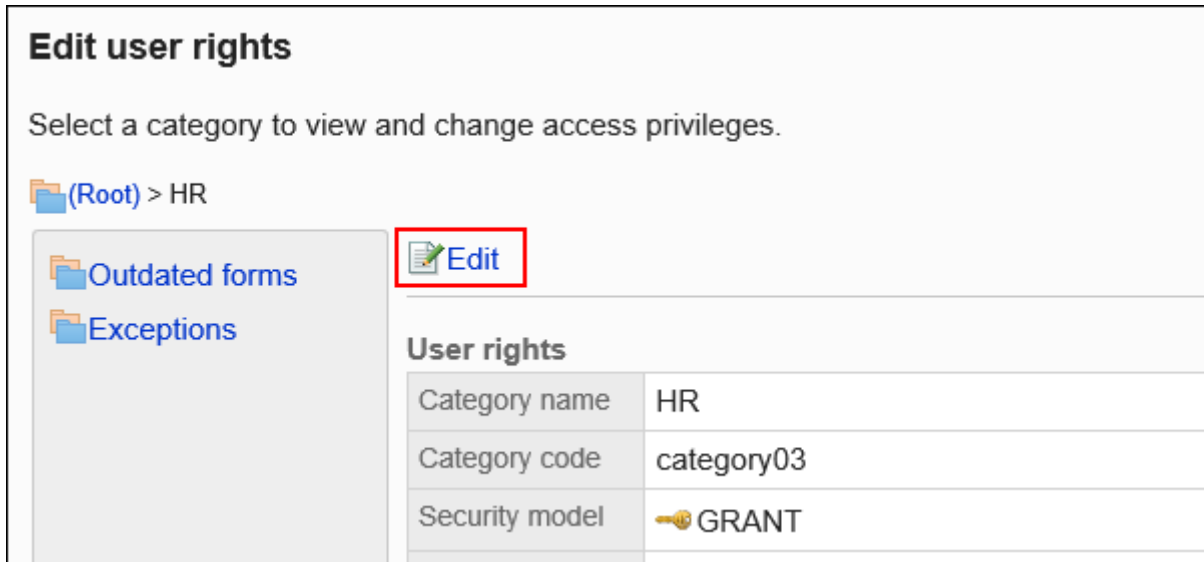 Edit user rights
Select a category to view and change access privileges.
(Root) > HR
Outdated forms
Exceptions
Edit
User rights
Category name HR
Category code category03
Security model GRANT